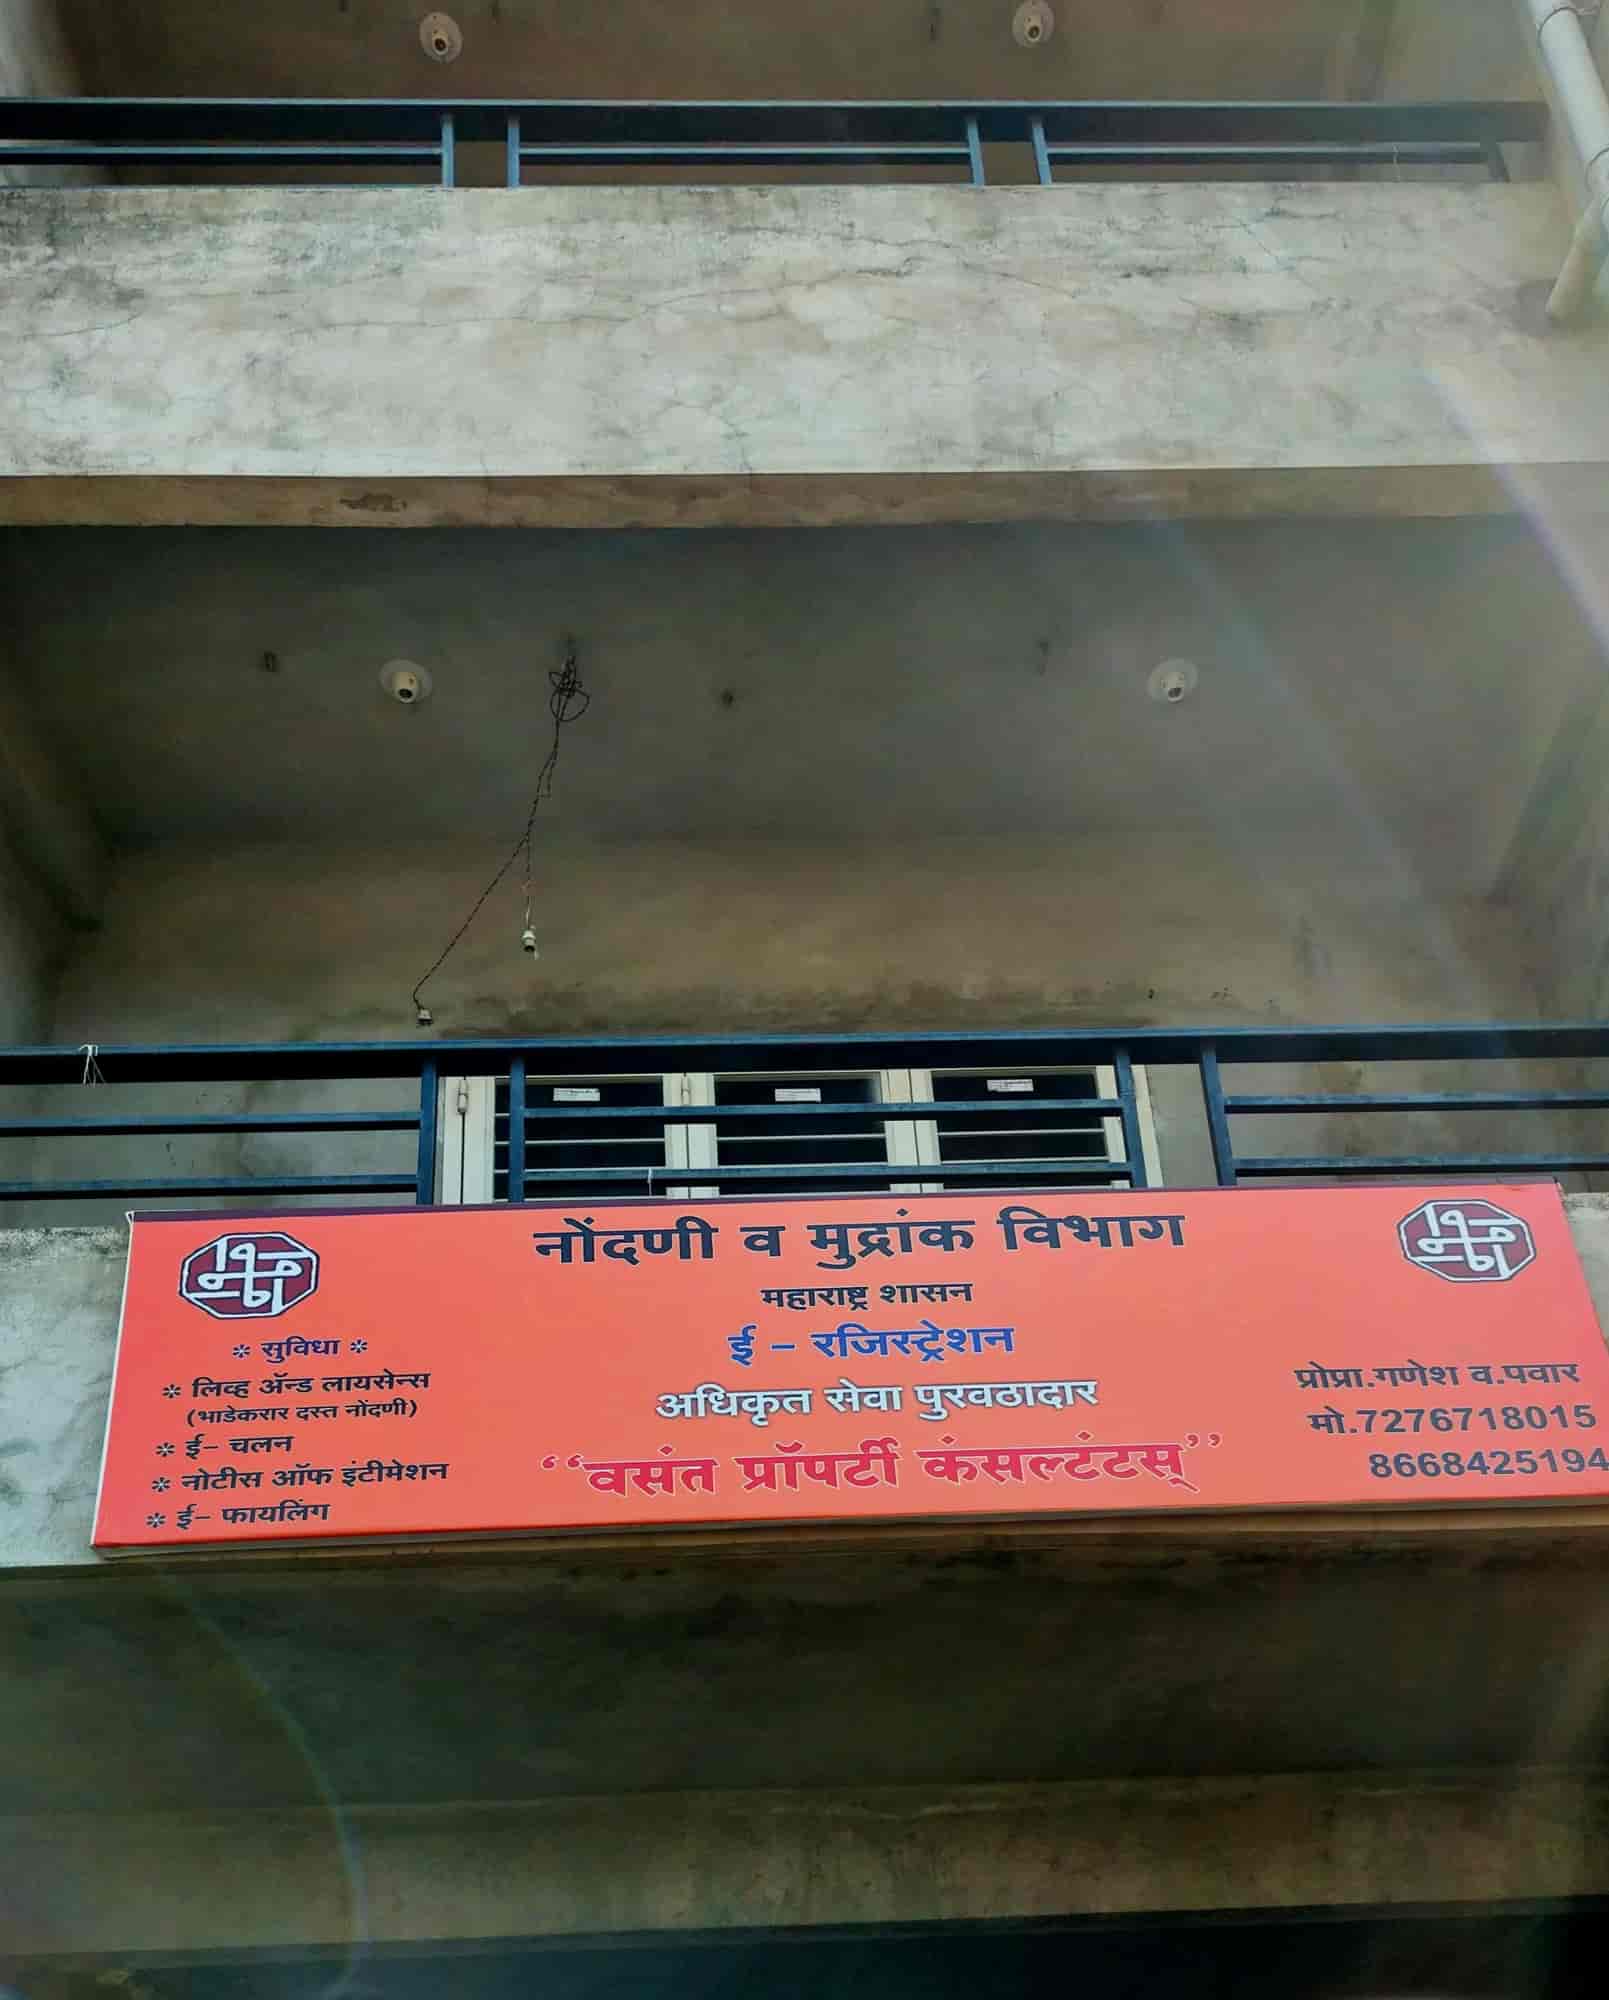 नोंदणी व मुद्रांक विभाग
महाराष्ट्र शासन
ई – रजिस्ट्रेशन
अधिकृत सेवा पुरवठादार
“वसंत प्रॉपर्टी कंसल्टंटस्”
* सुविधा *
* लिव्ह ॲन्ड लायसेन्स
(भाडेकरार दस्त नोंदणी)
* ई– चलन
* नोटीस ऑफ इंटीमेशन
* ई– फायलिंग
प्रोप्रा.गणेश व.पवार
मो.7276718015
8668425194